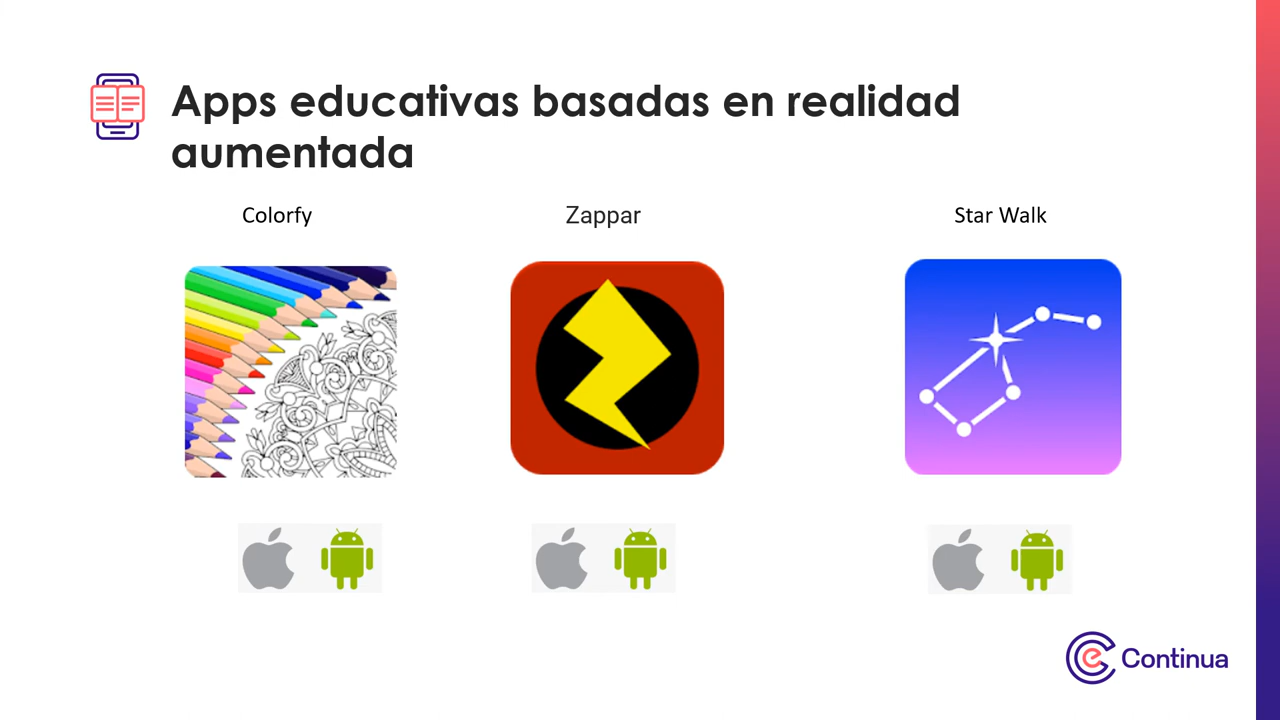 Apps educativas basadas en realidad
aumentada
Colorfy
Zappar
Star Walk
e Continua